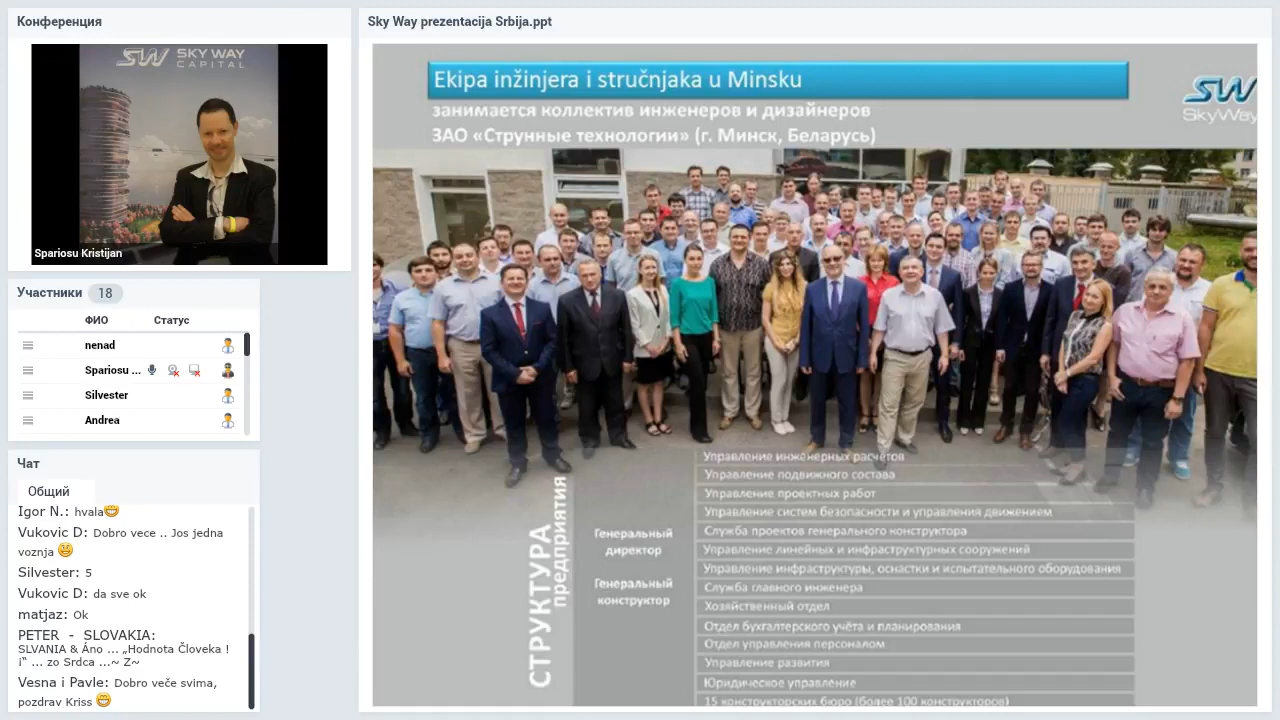 Конференция
SKY WAY
CAPITAL
Spariosu Kristijan
Участники 18
ФИО Статус
nenad
Spariosu ...
Silvester
Andrea
Чат
Общий
Igor N.: hvala
Vukovic D: Dobro vece .. Jos jedna
voznja
Silvester: 5
Vukovic D: da sve ok
matjaz: Ok
PETER - SLOVAKIA:
... „Hodnota Človeka !
i“ ... zo Srdca ...~ Z~
Vesna i Pavle: Dobro veče svima,
pozdrav Kriss
Sky Way prezentacija Srbija.ppt
Ekipa inžinjera i stručnjaka u Minsku
занимается коллектив инженеров и дизайнеров
ЗАО «Струнные технологии» (г. Минск, Беларусь)
SW
SkyWay
СТРУКТУРА
предприятия
Генеральный
директор
Генеральный
конструктор
Управление инженерных расчётов
Управление подвижного состава
Управление проектных работ
Управление систем безопасности и управления движением
Служба проектов генерального конструктора
Управление линейных и инфраструктурных сооружений
Управление инфраструктуры, оснастки и испытательного оборудования
Служба главного инженера
Хозяйственный отдел
Отдел бухгалтерского учёта и планирования
Отдел управления персоналом
Управление развития
Юридическое управление
15 конструкторских бюро (более 100 конструкторов)